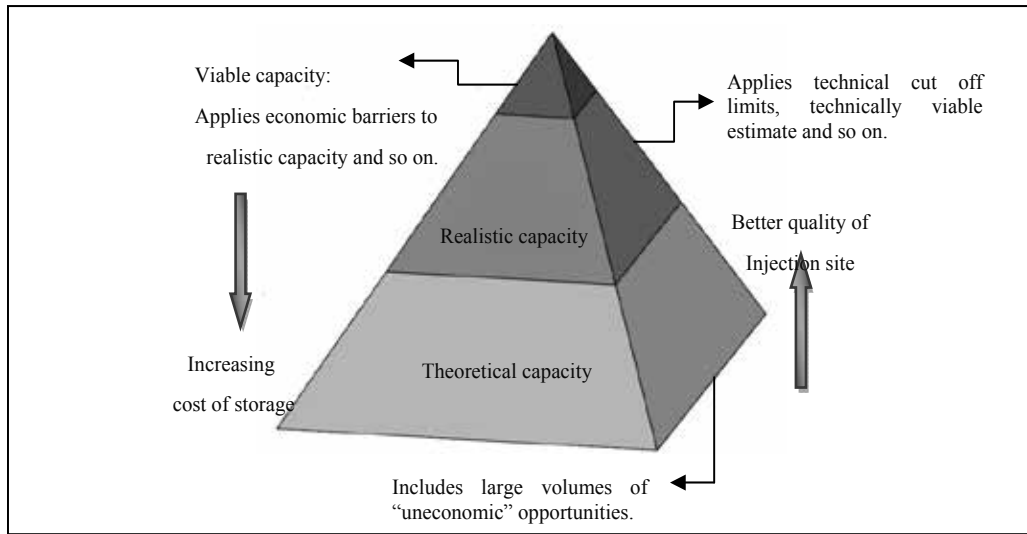 Viable capacity:
Applies economic barriers to
realistic capacity and so on.
Applies technical cut off
limits, technically viable
estimate and so on.
Realistic capacity
Better quality of
Injection site
Increasing
cost of storage
Theoretical capacity
Includes large volumes of
“uneconomic” opportunities.